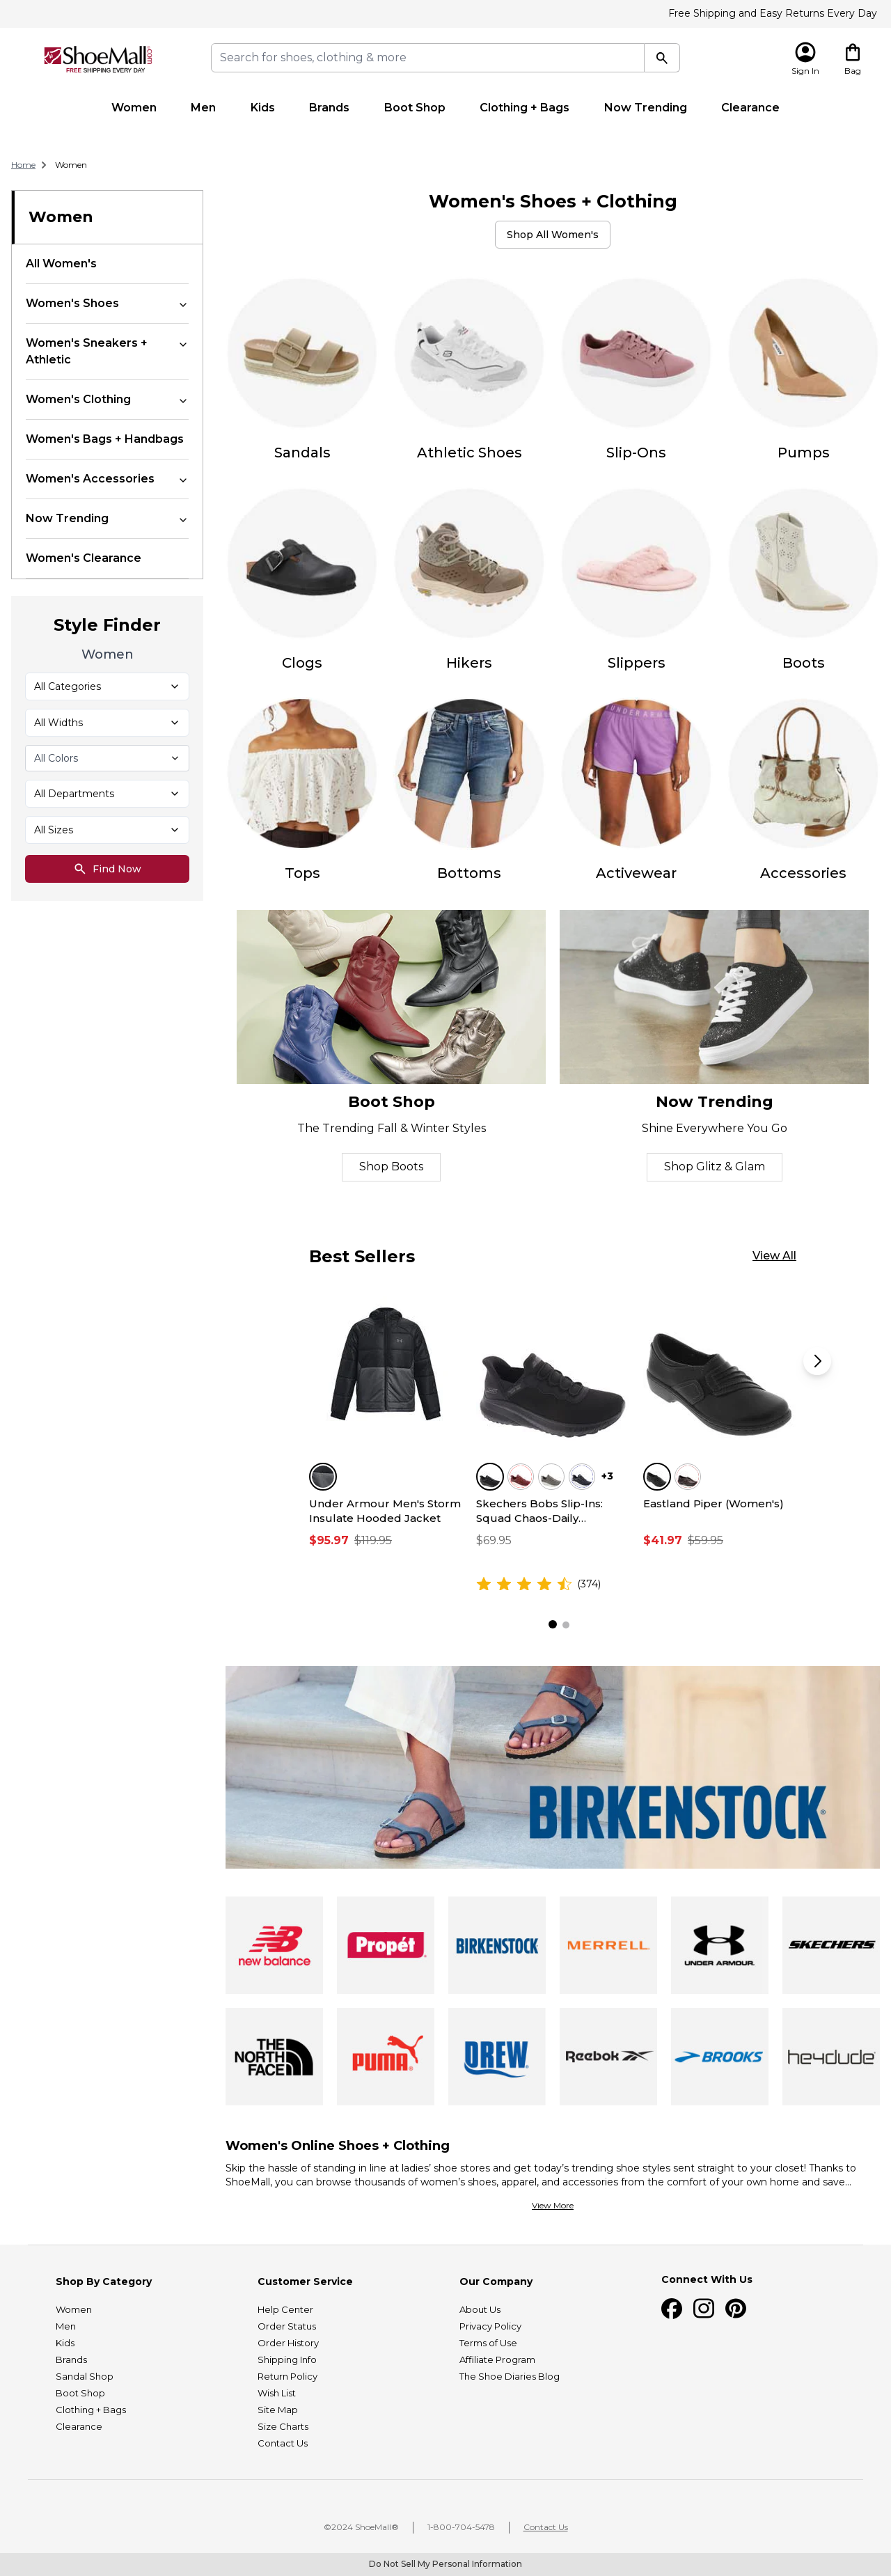 Free Shipping and Easy Returns Every Day
ShoeMall.com
FREE SHIPPING EVERY DAY
Search for shoes, clothing & more
Sign In
Bag
Women
Men
Kids
Brands
Boot Shop
Clothing + Bags
Now Trending
Clearance
Home
Women
Women
All Women's
Women's Shoes
Women's Sneakers +
Athletic
Women's Clothing
Women's Bags + Handbags
Women's Accessories
Now Trending
Women's Clearance
Style Finder
Women
All Categories
All Widths
All Colors
All Departments
All Sizes
Find Now
Women's Shoes + Clothing
Shop All Women's
Sandals
Athletic Shoes
Slip-Ons
Pumps
Clogs
Hikers
Slippers
Boots
UNDER ARMOUR
Tops
Bottoms
Activewear
Accessories
Boot Shop
The Trending Fall & Winter Styles
Shop Boots
Now Trending
Shine Everywhere You Go
Shop Glitz & Glam
Best Sellers
View All
+3
Under Armour Men's Storm
Insulate Hooded Jacket
$95.97 $119.95
Skechers Bobs Slip-Ins:
Squad Chaos-Daily...
$69.95
(374)
Eastland Piper (Women's)
$41.97 $59.95
BIRKENSTOCK®
new balance
Propét
BIRKENSTOCK
MERRELL
UNDER ARMOUR.
SKECHERS
THE
NORTH
FACE
PUMA
DREW
Reebok
BROOKS
heydude
Women's Online Shoes + Clothing
Skip the hassle of standing in line at ladies’ shoe stores and get today’s trending shoe styles sent straight to your closet! Thanks to
ShoeMall, you can browse thousands of women’s shoes, apparel, and accessories from the comfort of your own home and save...
View More
Shop By Category
Women
Men
Kids
Brands
Sandal Shop
Boot Shop
Clothing + Bags
Clearance
Customer Service
Help Center
Order Status
Order History
Shipping Info
Return Policy
Wish List
Site Map
Size Charts
Contact Us
Our Company
About Us
Privacy Policy
Terms of Use
Affiliate Program
The Shoe Diaries Blog
Connect With Us
©2024 ShoeMall®
1-800-704-5478
Contact Us
Do Not Sell My Personal Information